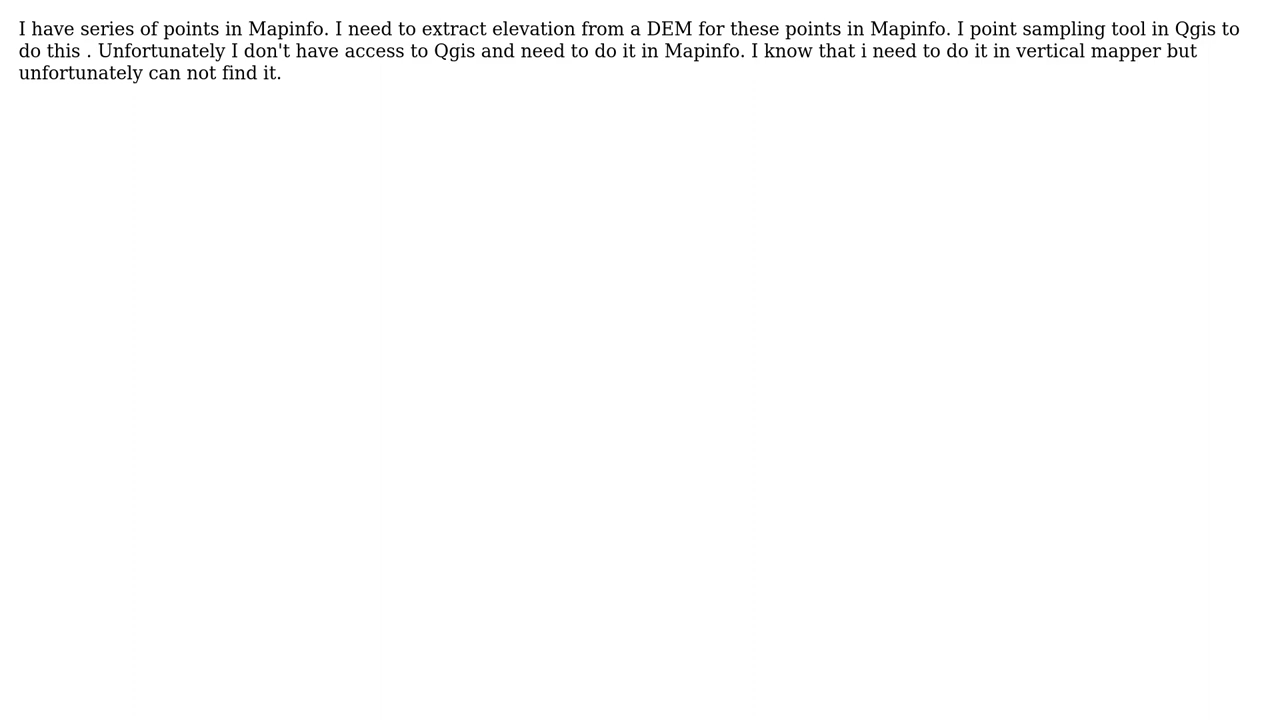 I have series of points in Mapinfo. I need to extract elevation from a DEM for these points in Mapinfo. I point sampling tool in Qgis to
do this . Unfortunately I don't have access to Qgis and need to do it in Mapinfo. I know that i need to do it in vertical mapper but
unfortunately can not find it.